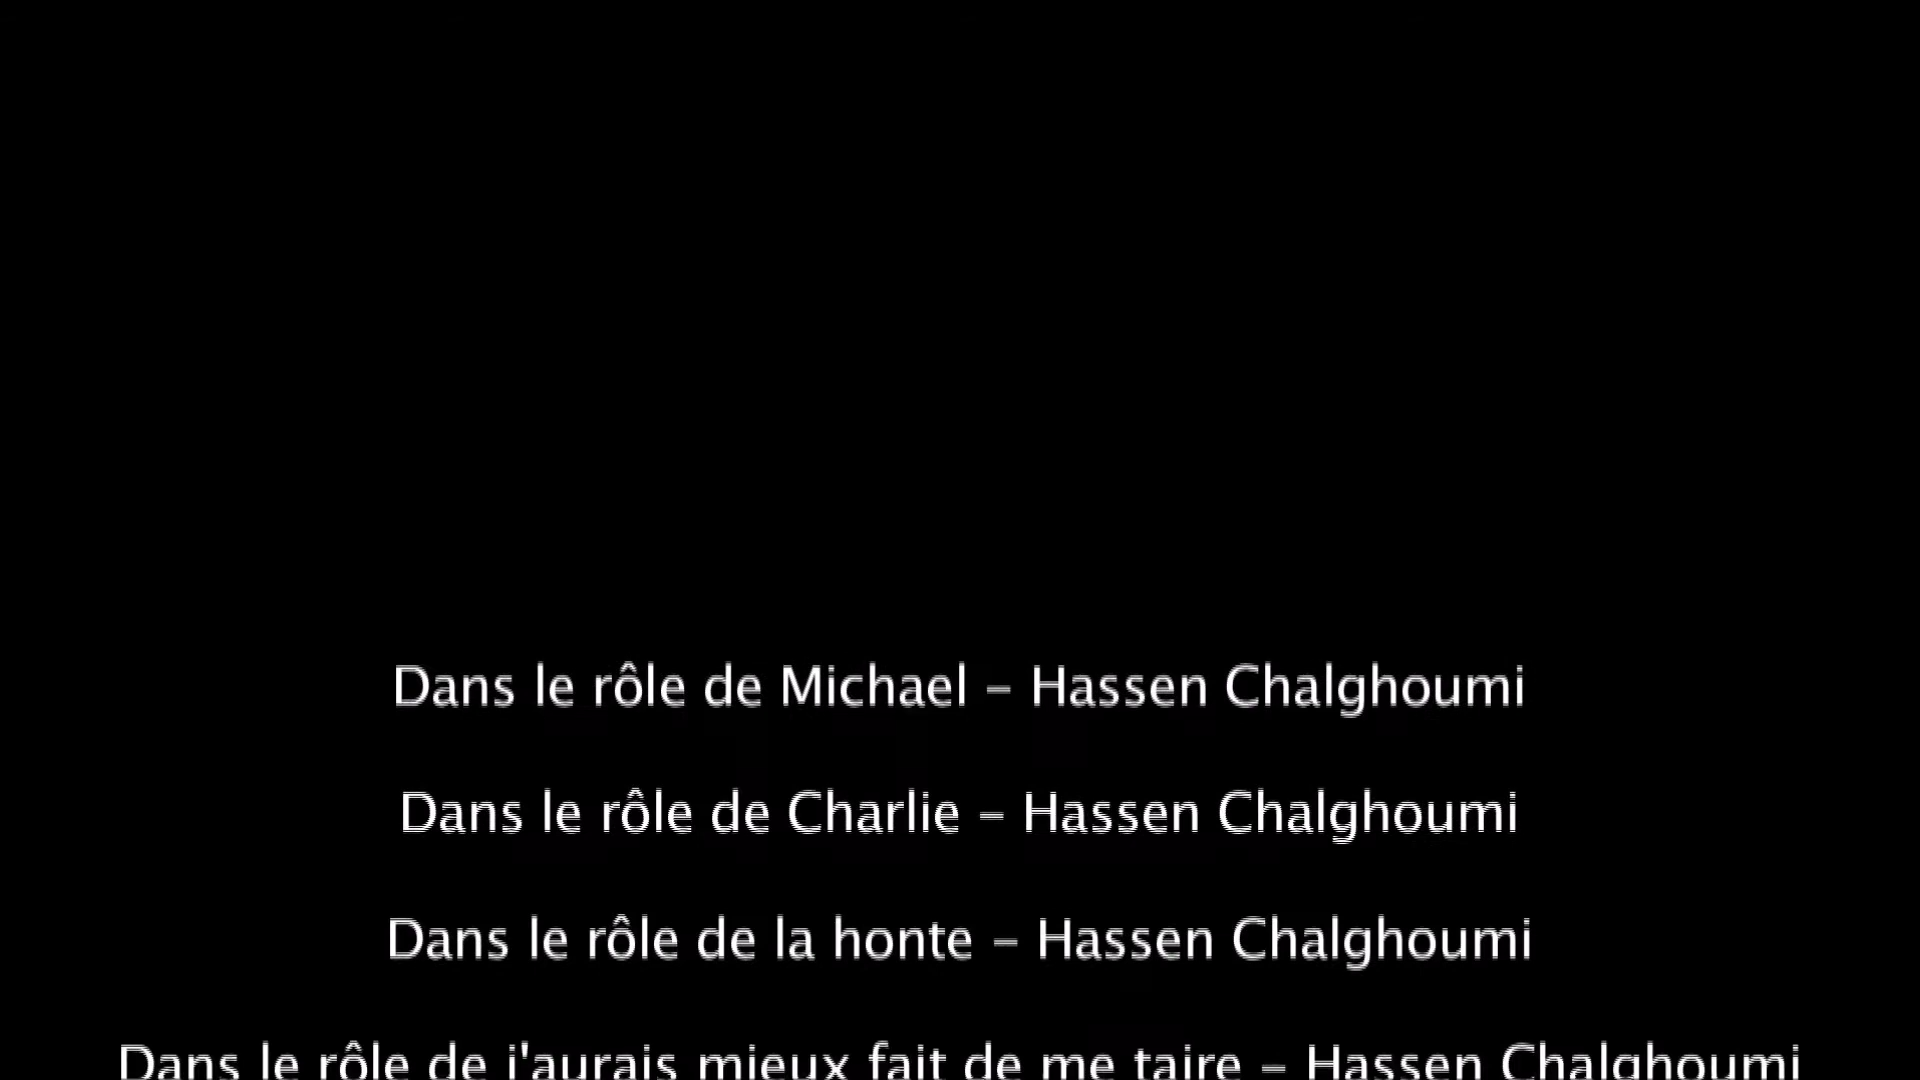 Dans le rôle de Michael - Hassen Chalghoumi
Dans le rôle de Charlie - Hassen Chalghoumi
Dans le rôle de la honte - Hassen Chalghoumi
Dans le rôle de j'aurais mieux fait de me taire - Hassen Chalghoumi